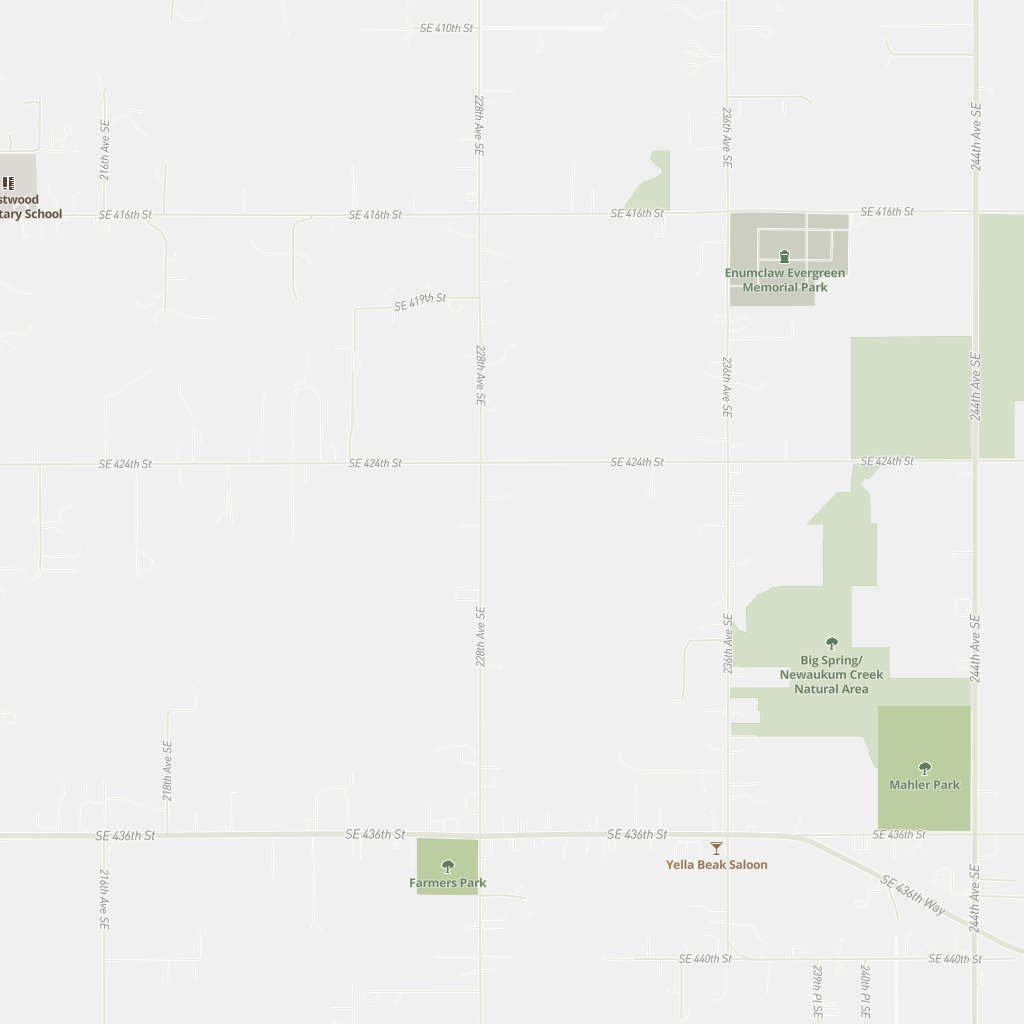 SE 410th St
228th Ave SE
236th Ave SE
244th Ave SE
216th Ave SE
stwood
tary School
SE 416th St
SE 416th St
SE 416th St
SE 416th St
Enumclaw Evergreen
Memorial Park
SE 419th St
228th Ave SE
236th Ave SE
244th Ave SE
SE 424th St
SE 424th St
SE 424th St
SE 424th St
228th Ave SE
236th Ave SE
244th Ave SE
Big Spring/
Newaukum Creek
Natural Area
218th Ave SE
Mahler Park
SE 436th St
SE 436th St
SE 436th St
SE 436th St
Yella Beak Saloon
Farmers Park
216th Ave SE
SE 436th Way
244th Ave SE
SE 440th St
SE 440th St
239th Pl SE
240th Pl SE